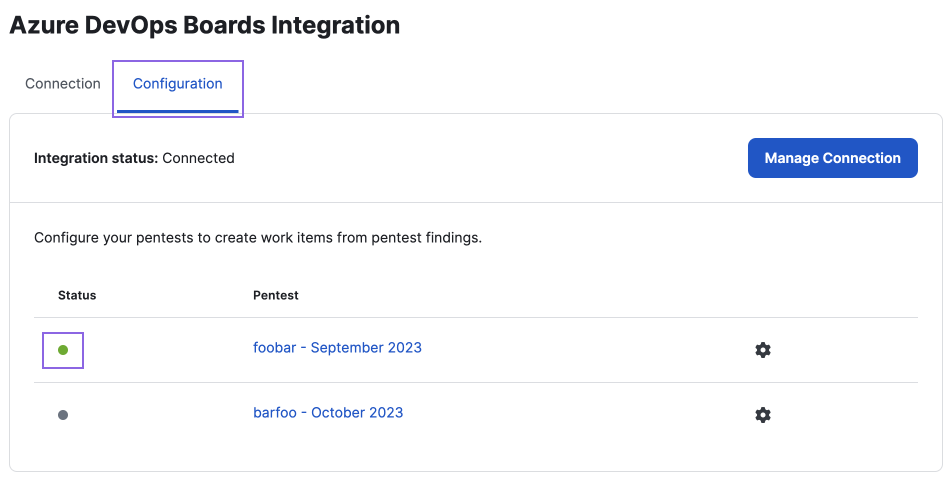 Azure DevOps Boards Integration
Connection Configuration
Integration status: Connected
Manage Connection
Configure your pentests to create work items from pentest findings.
Status Pentest
foobar - September 2023
barfoo - October 2023